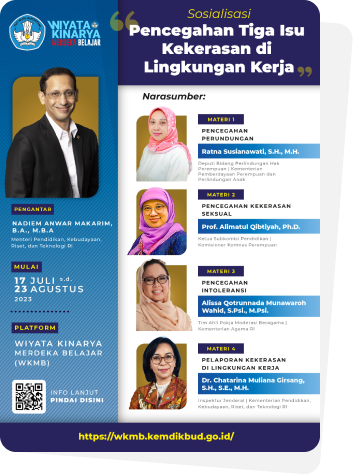 WIYATA
KINARYA
MERDEKA BELAJAR
Sosialisasi
Pencegahan Tiga Isu
Kekerasan di
Lingkungan Kerja
Narasumber:
PENGANTAR
NADIEM ANWAR MAKARIM,
B.A., M.B.A
Menteri Pendidikan, Kebudayaan,
Riset, dan Teknologi RI
MULAI
17 JULI s.d.
23 AGUSTUS
2023
PLATFORM
WIYATA KINARYA
MERDEKA BELAJAR
(WKMB)
INFO LANJUT
PINDAI DISINI
MATERI 1
PENCEGAHAN
PERUNDUNGAN
Ratna Susianawati, S.H., M.H.
Deputi Bidang Perlindungan Hak
Perempuan | Kementerian
Pemberdayaan Perempuan dan
Perlindungan Anak
MATERI 2
PENCEGAHAN KEKERASAN
SEKSUAL
Prof. Alimatul Qibtiyah, Ph.D.
Ketua Subkomisi Pendidikan |
Komisioner Komnas Perempuan
MATERI 3
PENCEGAHAN
INTOLERANSI
Alissa Qotrunnada Munawaroh
Wahid, S.Psi., M.Psi.
Tim Ahli Pokja Moderasi Beragama |
Kementerian Agama RI
MATERI 4
PELAPORAN KEKERASAN
DI LINGKUNGAN KERJA
Dr. Chatarina Muliana Girsang,
S.H., S.E., M.H.
Inspektur Jenderal | Kementerian Pendidikan,
Kebudayaan, Riset, dan Teknologi RI
https://wkmb.kemdikbud.go.id/